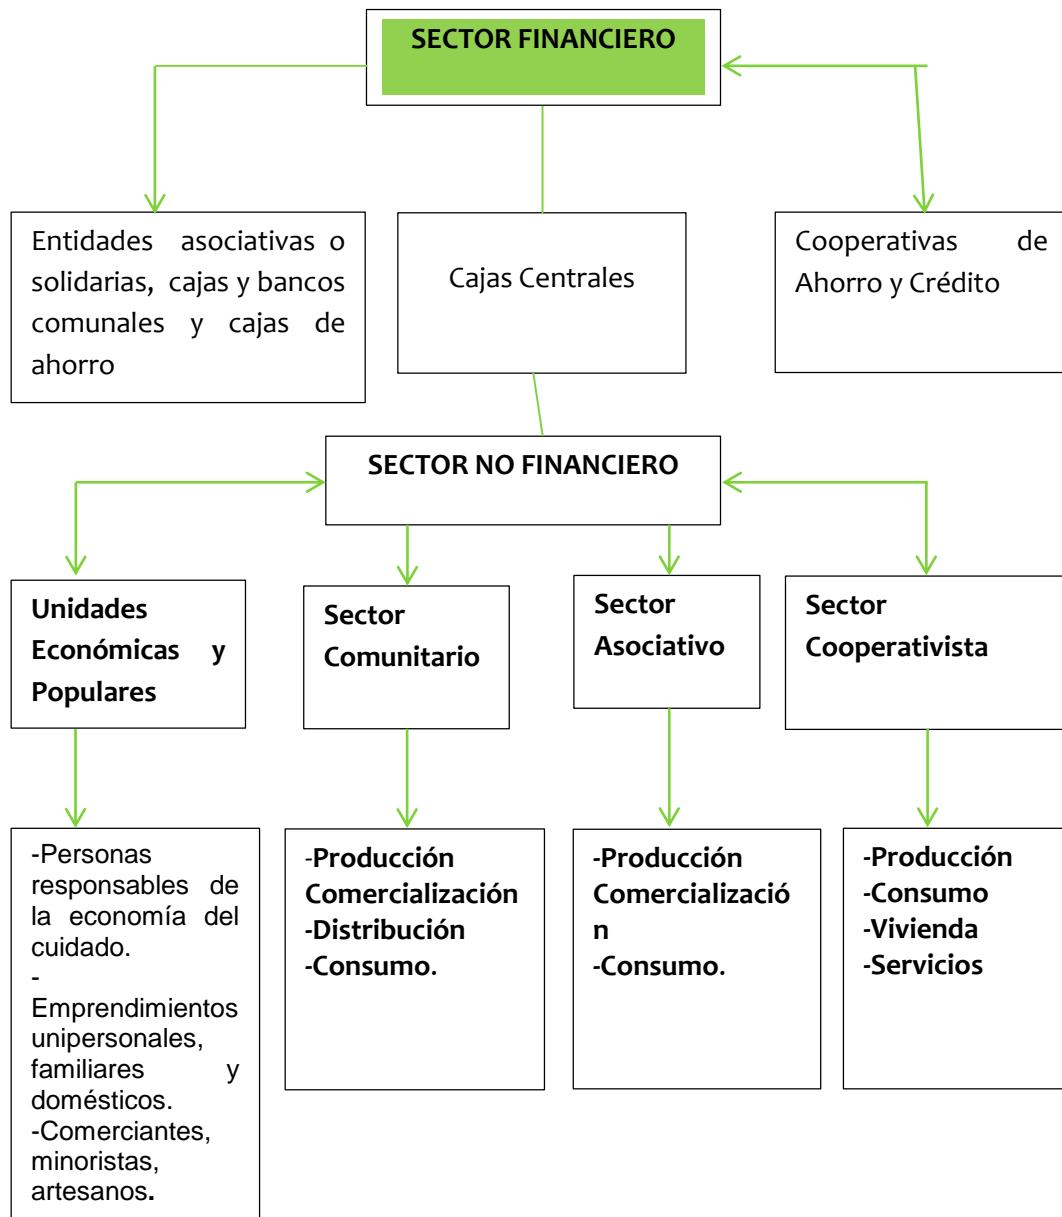 SECTOR FINANCIERO
Entidades asociativas o
solidarias, cajas y bancos
comunales y cajas de
ahorro
Cajas Centrales
Cooperativas de
Ahorro y Crédito
SECTOR NO FINANCIERO
Unidades
Económicas y
Populares
Sector
Comunitario
Sector
Asociativo
Sector
Cooperativista
-Personas
responsables de
la economía del
cuidado.
-
Emprendimientos
unipersonales,
familiares y
domésticos.
-Comerciantes,
minoristas,
artesanos.
-Producción
Comercialización
-Distribución
-Consumo.
-Producción
Comercializació
n
-Consumo.
-Producción
-Consumo
-Vivienda
-Servicios